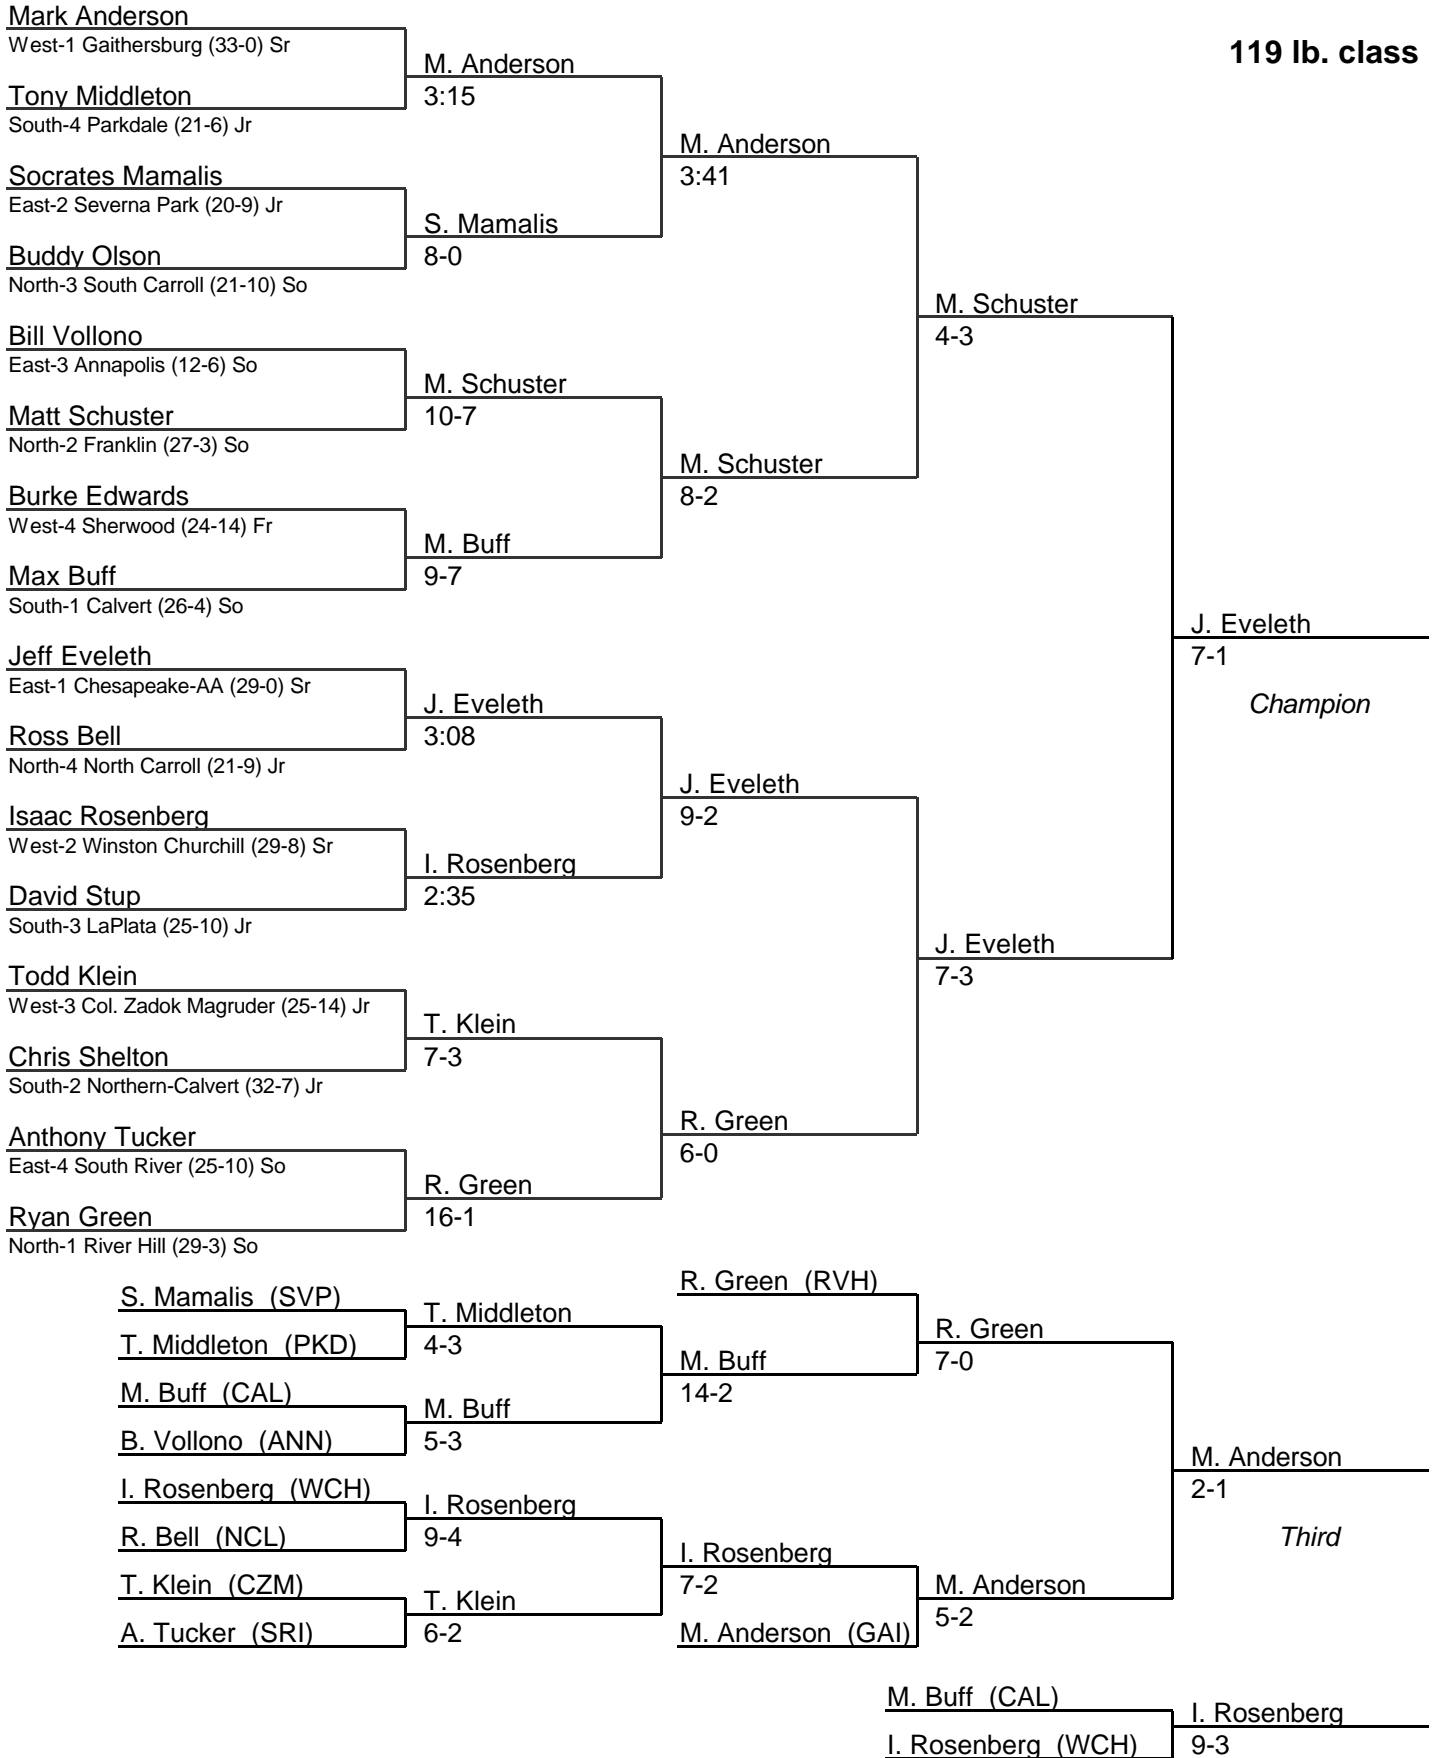 119 lb. class
Mark Anderson
West-1 Gaithersburg (33-0) Sr
M. Anderson
3:15
Tony Middleton
South-4 Parkdale (21-6) Jr
M. Anderson
3:41
Socrates Mamalis
East-2 Severna Park (20-9) Jr
S. Mamalis
8-0
Buddy Olson
North-3 South Carroll (21-10) So
M. Schuster
4-3
Bill Vollono
East-3 Annapolis (12-6) So
M. Schuster
10-7
Matt Schuster
North-2 Franklin (27-3) So
M. Schuster
8-2
Burke Edwards
West-4 Sherwood (24-14) Fr
M. Buff
9-7
Max Buff
South-1 Calvert (26-4) So
J. Eveleth
7-1
Champion
Jeff Eveleth
East-1 Chesapeake-AA (29-0) Sr
J. Eveleth
3:08
Ross Bell
North-4 North Carroll (21-9) Jr
J. Eveleth
9-2
Isaac Rosenberg
West-2 Winston Churchill (29-8) Sr
I. Rosenberg
2:35
David Stup
South-3 LaPlata (25-10) Jr
J. Eveleth
7-3
Todd Klein
West-3 Col. Zadok Magruder (25-14) Jr
T. Klein
7-3
Chris Shelton
South-2 Northern-Calvert (32-7) Jr
R. Green
6-0
Anthony Tucker
East-4 South River (25-10) So
R. Green
16-1
Ryan Green
North-1 River Hill (29-3) So
R. Green (RVH)
S. Mamalis (SVP)
T. Middleton
4-3
T. Middleton (PKD)
R. Green
7-0
M. Buff
14-2
M. Buff (CAL)
M. Buff
5-3
B. Vollono (ANN)
M. Anderson
2-1
Third
I. Rosenberg (WCH)
I. Rosenberg
9-4
R. Bell (NCL)
I. Rosenberg
7-2
T. Klein (CZM)
T. Klein
6-2
A. Tucker (SRI)
M. Anderson
5-2
M. Anderson (GAI)
M. Buff (CAL)
I. Rosenberg
9-3
I. Rosenberg (WCH)